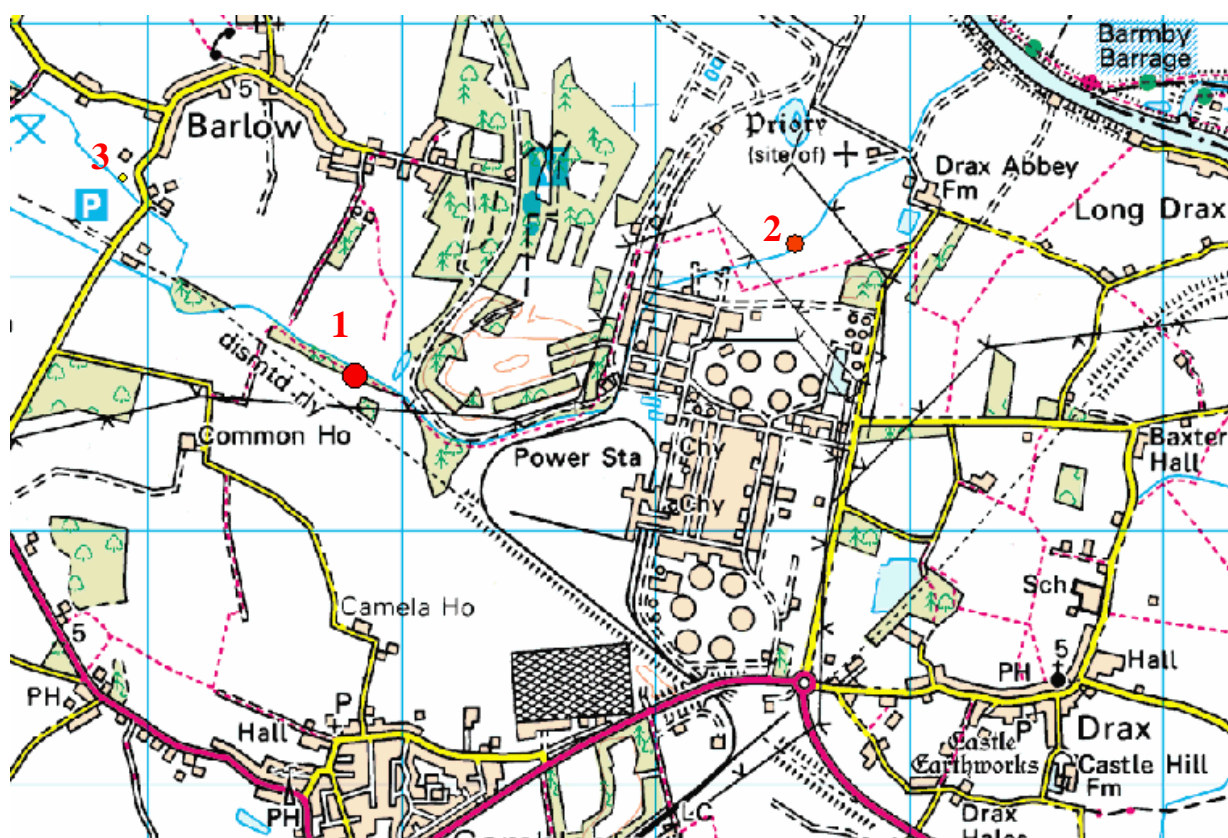 Barmby
Barrage
5
Barlow
Priory
(site of)
Drax Abbey
Fm
3
P
Long Drax
2
1
dismtd rly
Common Ho
Power Sta
Chy
Chy
Baxter
Hall
Sch
Camela Ho
5
5
PH
PH
Hall
Hall
P
P
Drax
Castle
Earthworks
Castle Hill
Fm
PH
LC
Drax